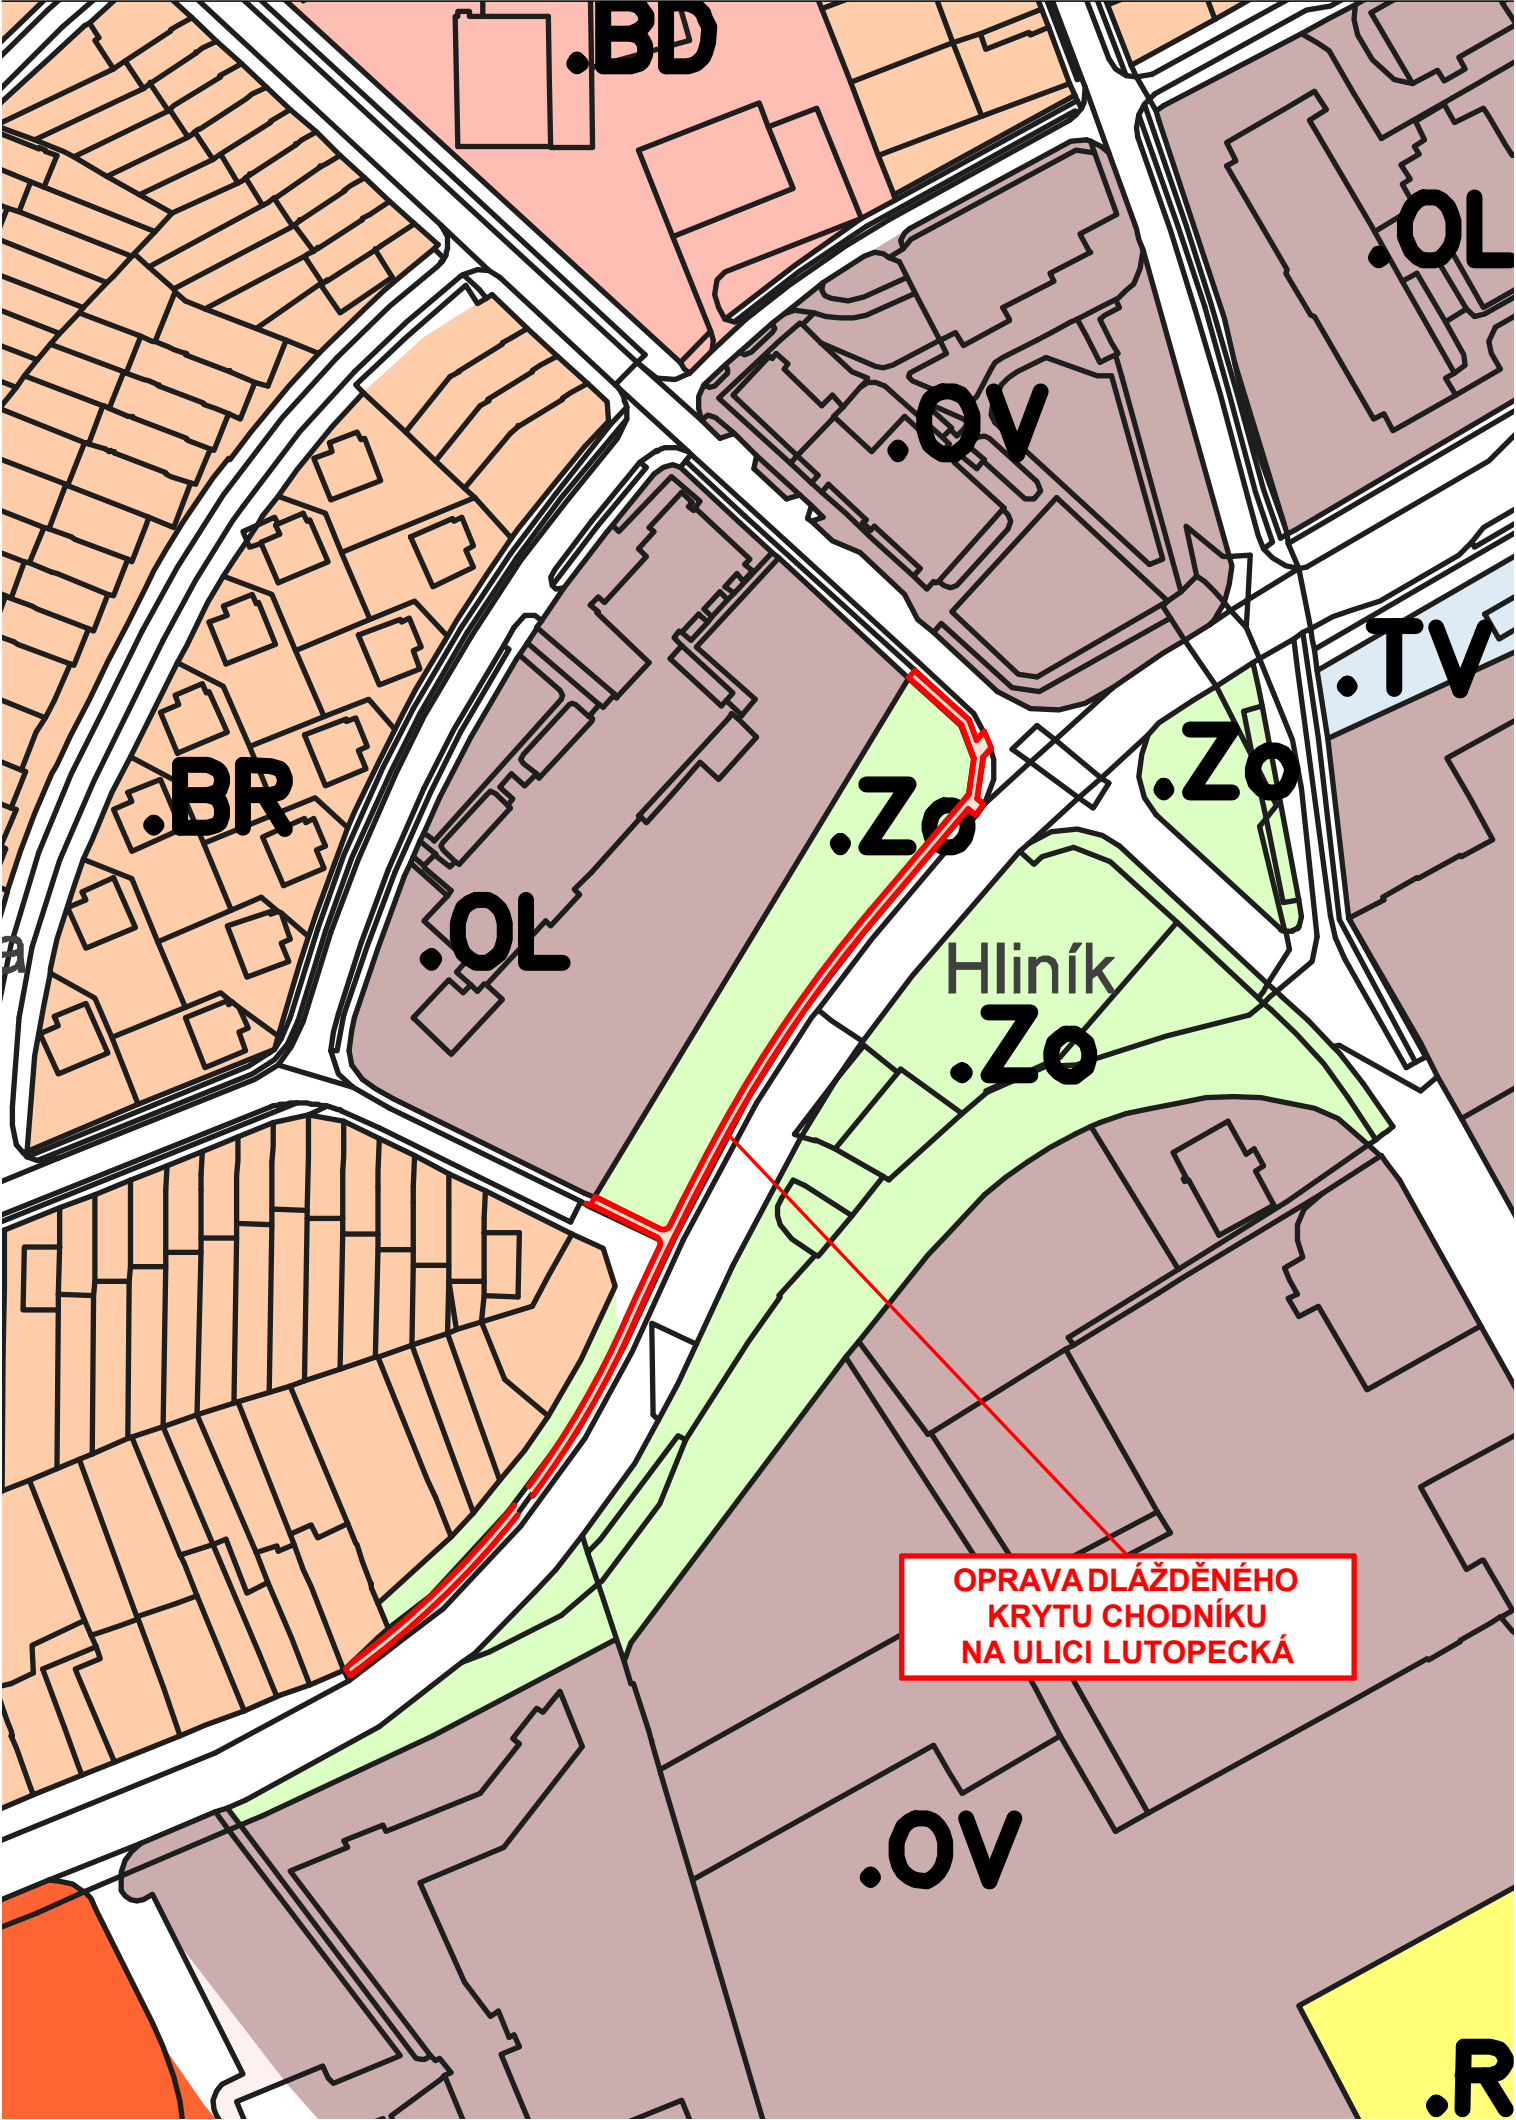 .BD
.OL
.OV
.TV
.Zo
.BR
.Zo
.OL
a
Hliník
.Zo
OPRAVA DLÁŽDĚNÉHO
KRYTU CHODNÍKU
NA ULICI LUTOPECKÁ
.OV
.R